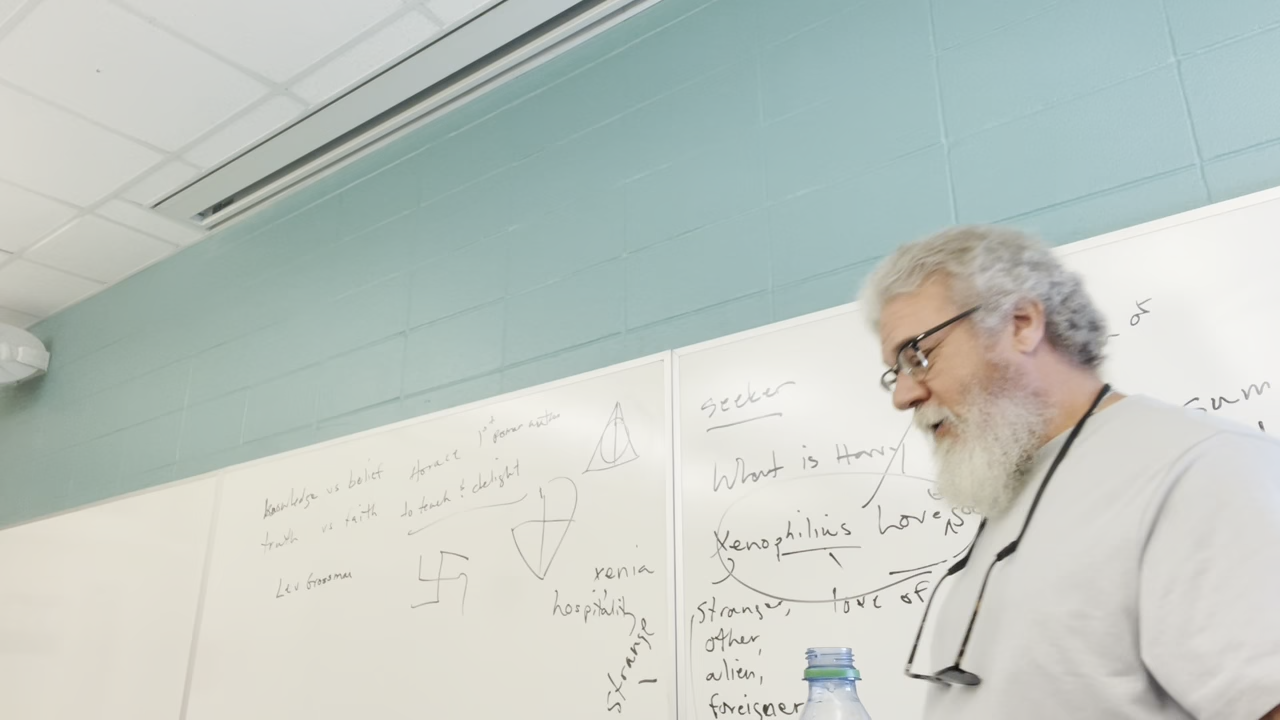 knowledge vs belief
truth vs faith
Horace
to teach & delight
Lev Grossman
xenia
hospitality
strange
seeker
What is Harry
Xenophilius Love
stranger, love of
other,
alien,
foreigner
of
sum